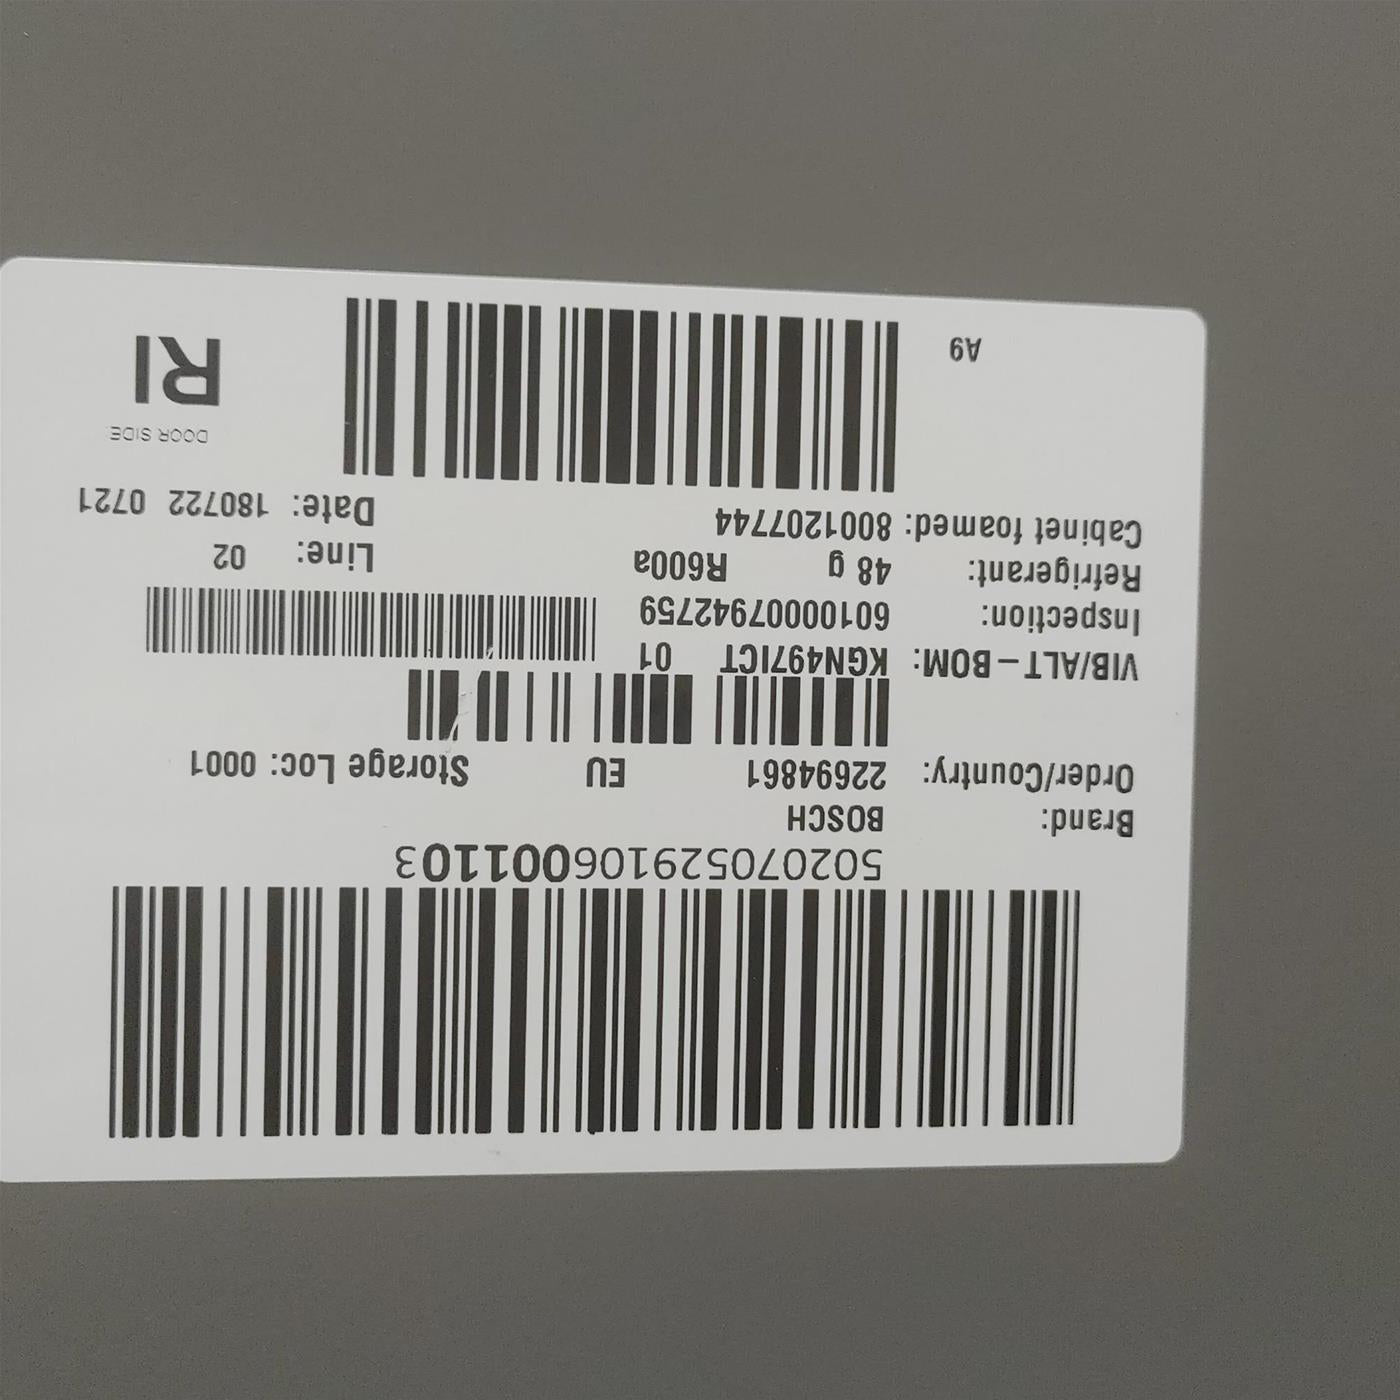 502070529106001103
Brand: BOSCH
Order/Country: 22694861 EU Storage Loc: 0001
VIB/ALT-BOM: KGN497ICT 01
Inspection: 60100007942759
Refrigerant: 48 g R600a Line: 02
Cabinet foamed: 8001207744 Date: 180722 0721
DOOR SIDE:
RI
A9